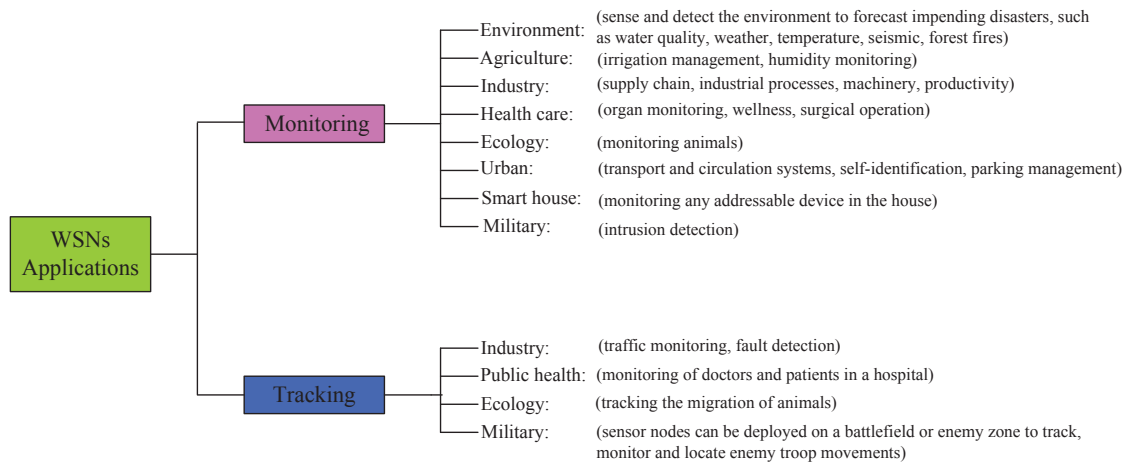 Environment: (sense and detect the environment to forecast impending disasters, such
as water quality, weather, temperature, seismic, forest fires)
Agriculture: (irrigation management, humidity monitoring)
Industry: (supply chain, industrial processes, machinery, productivity)
Monitoring
Health care: (organ monitoring, wellness, surgical operation)
Ecology: (monitoring animals)
Urban: (transport and circulation systems, self-identification, parking management)
Smart house: (monitoring any addressable device in the house)
Military: (intrusion detection)
WSNs
Applications
Industry: (traffic monitoring, fault detection)
Public health: (monitoring of doctors and patients in a hospital)
Tracking
Ecology: (tracking the migration of animals)
Military: (sensor nodes can be deployed on a battlefield or enemy zone to track,
monitor and locate enemy troop movements)